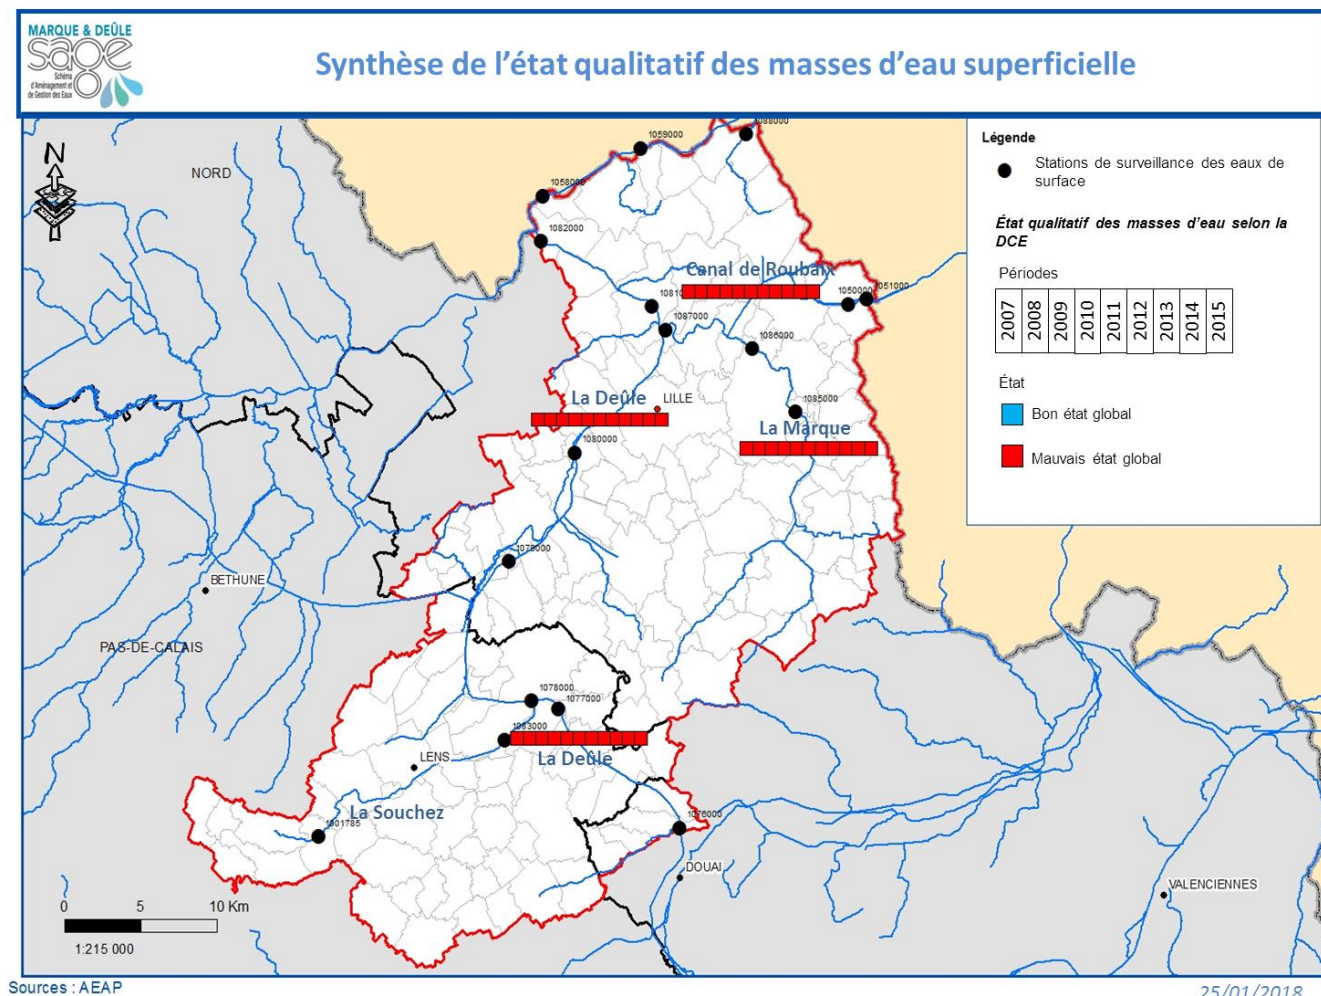 MARQUE & DEÛLE
sage
Schéma
d'Aménagement et
de Gestion des Eaux
Synthèse de l'état qualitatif des masses d'eau superficielle
N
NORD
1059000
1088000
1058000
1082000
Canal de Roubaix
1051000
1050000
1087000
1086000
La Deûle
LILLE
1085000
La Marque
1080000
1079000
BETHUNE
PAS-DE-CALAIS
1078000
1077000
1083000
La Deûle
LENS
La Souchez
1076000
DOUAI
VALENCIENNES
0 5 10 Km
1:215 000
Légende
Stations de surveillance des eaux de
surface
État qualitatif des masses d'eau selon la
DCE
Périodes
2007 2008 2009 2010 2011 2012 2013 2014 2015
État
Bon état global
Mauvais état global
Sources : AEAP
25/01/2018